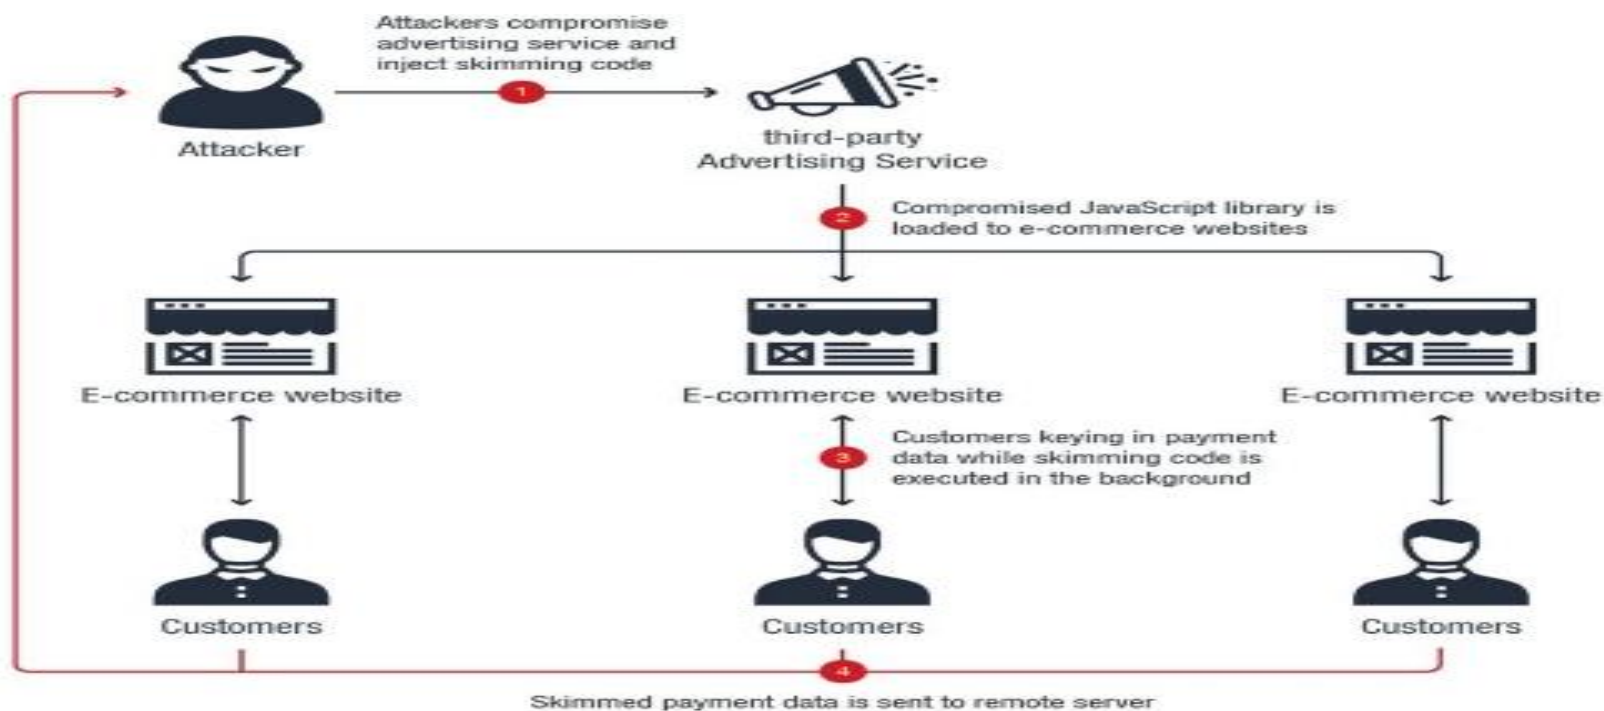 Attackers compromise
advertising service and
inject skimming code
1
Attacker
third-party
Advertising Service
2
Compromised JavaScript library is
loaded to e-commerce websites
E-commerce website
E-commerce website
E-commerce website
3
Customers keying in payment
data while skimming code is
executed in the background
Customers
Customers
Customers
4
Skimmed payment data is sent to remote server